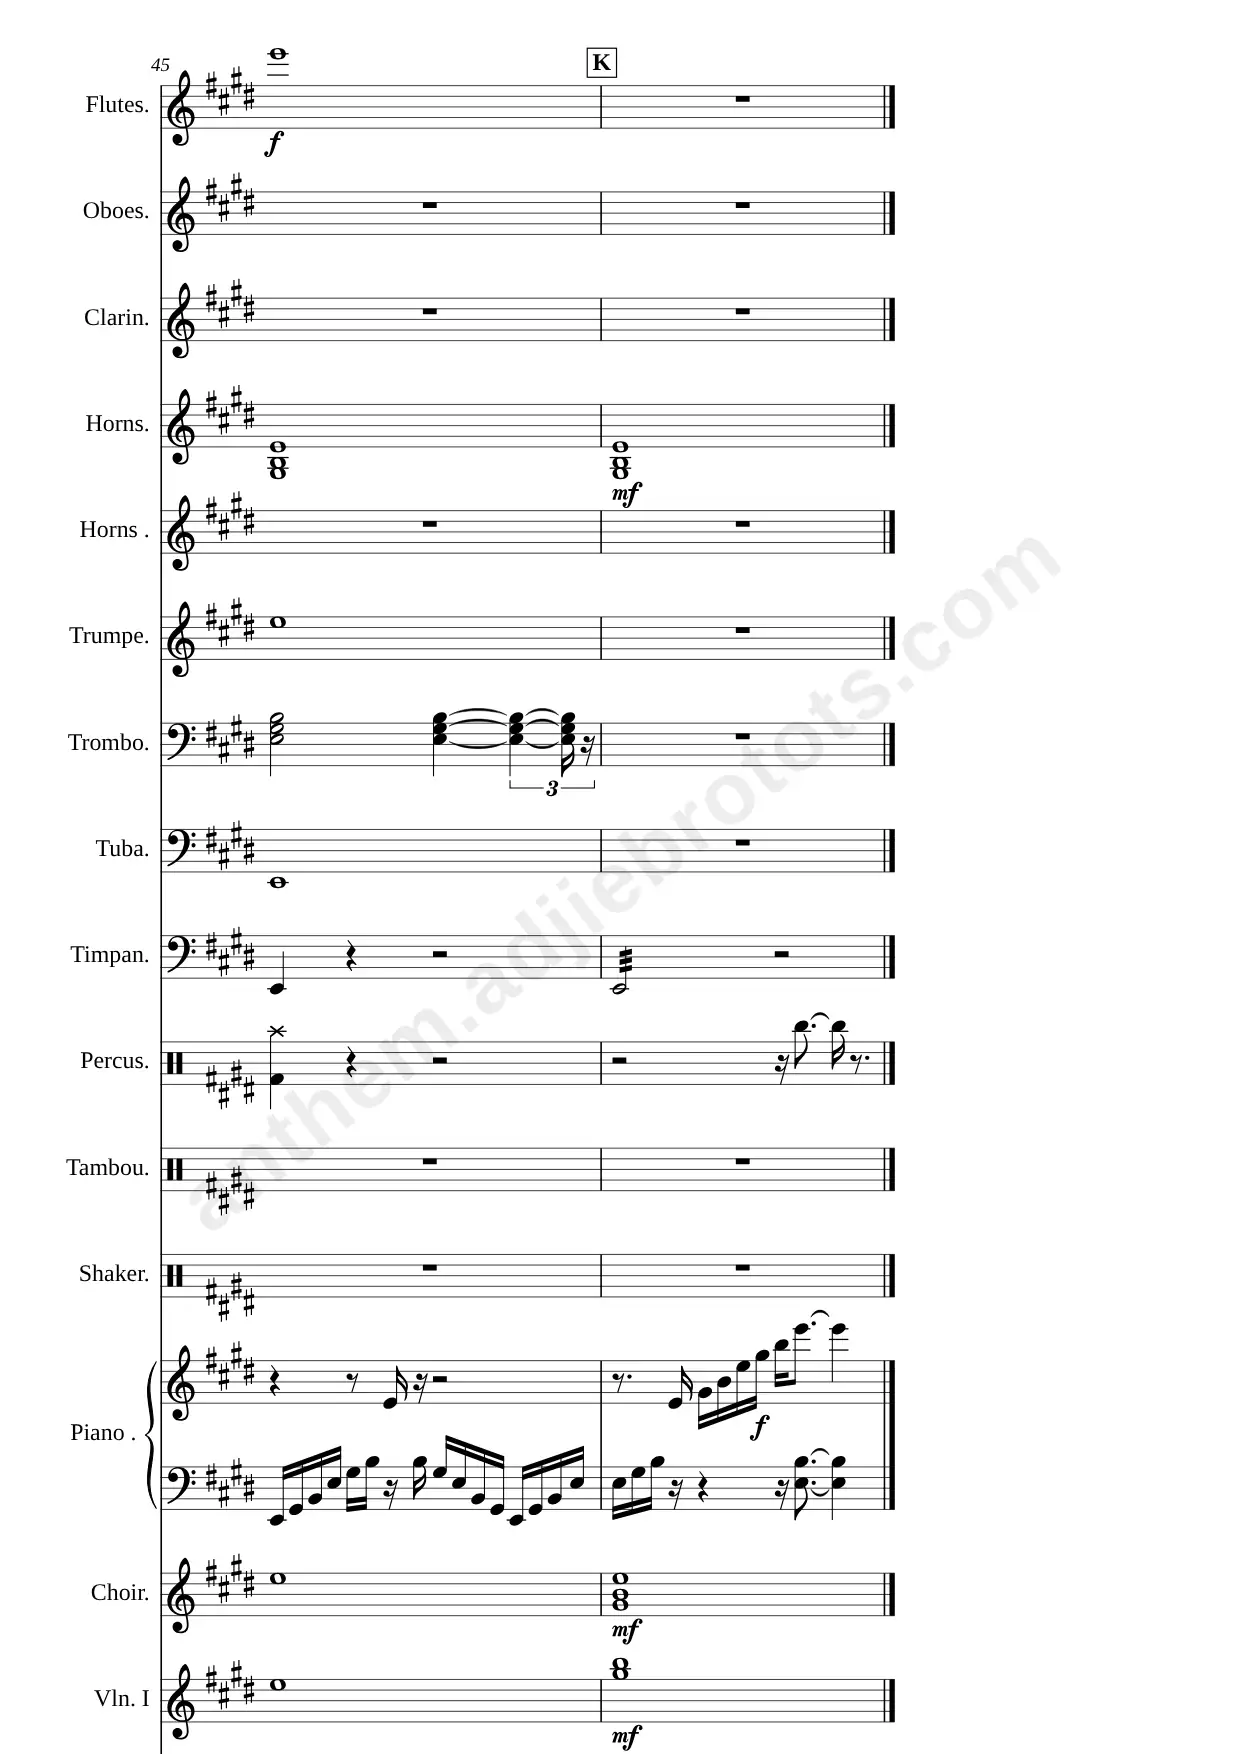 45
K
Flutes.
f
Oboes.
Clarin.
Horns.
mf
Horns .
Trumpe.
Trombo.
3
Tuba.
Timpan.
Percus.
Tambou.
Shaker.
Piano .
f
Choir.
mf
Vln. I
mf
anthem.adjiebrotots.com